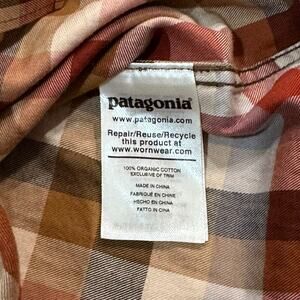 patagonia®
www.patagonia.com
Repair/Reuse/Recycle
this product at
www.wornwear.com
100% ORGANIC COTTON
EXCLUSIVE OF TRIM
MADE IN CHINA
FABRIQUÉ EN CHINE
HECHO EN CHINA
FATTO IN CINA